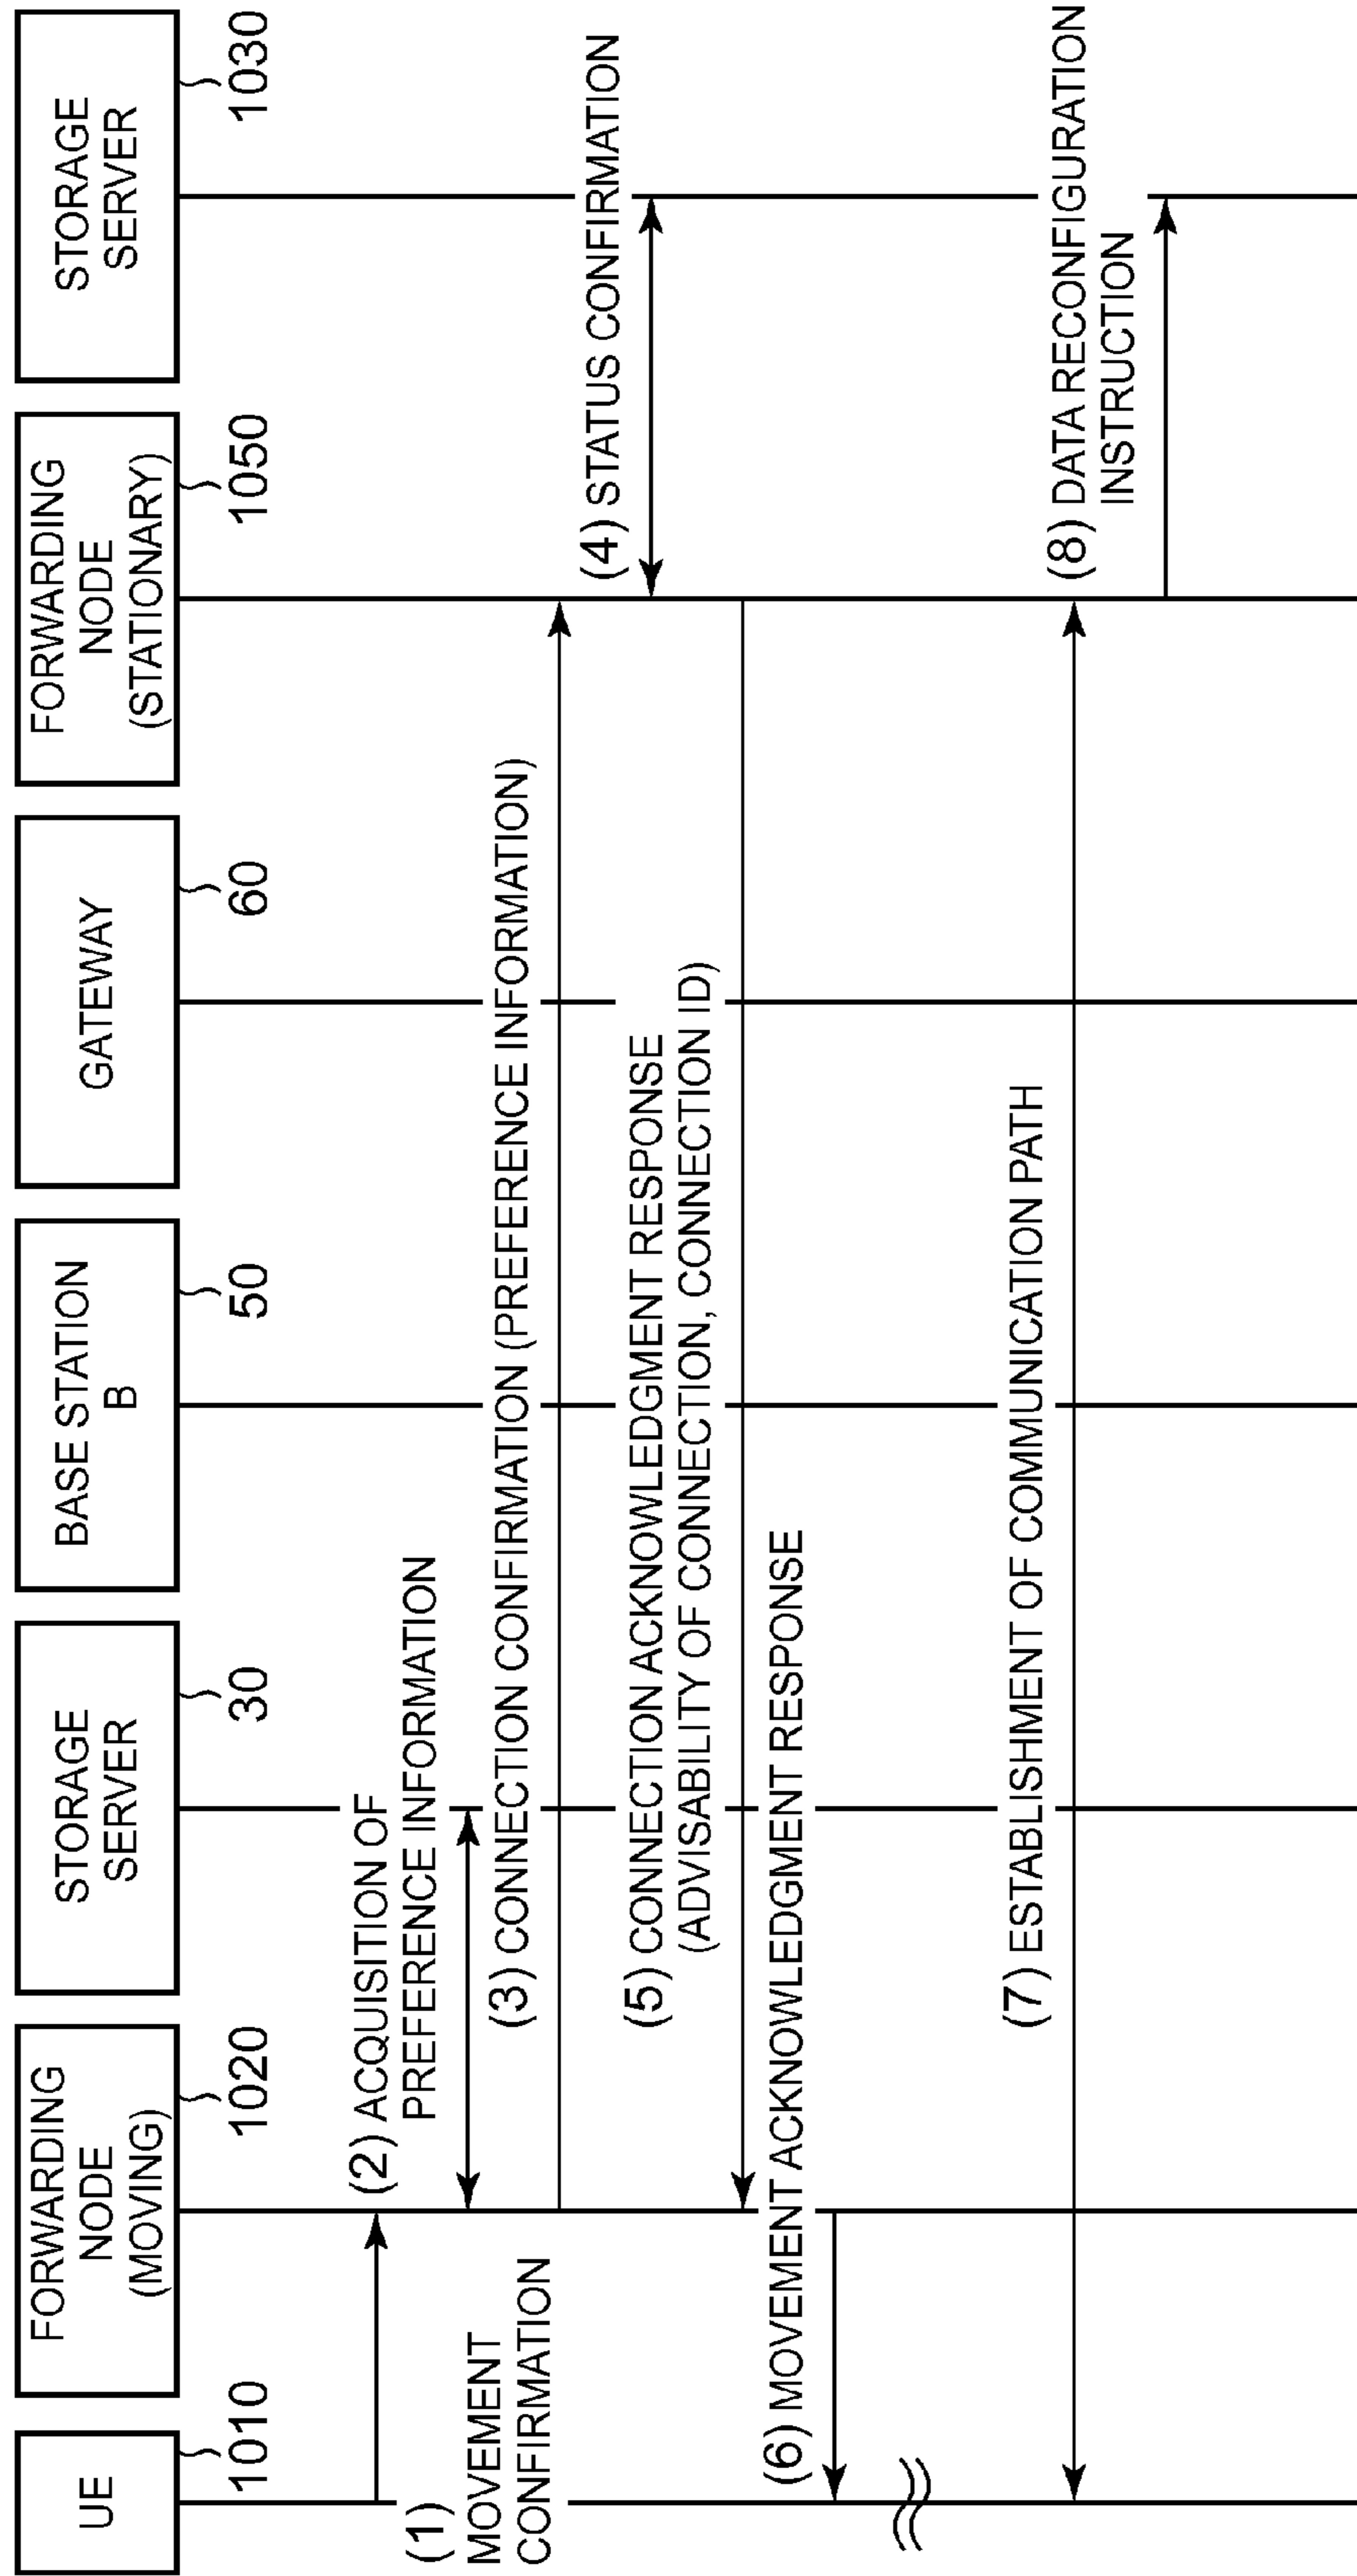 UE
1010
FORWARDING
NODE
(MOVING)
1020
STORAGE
SERVER
30
BASE STATION
B
50
GATEWAY
60
FORWARDING
NODE
(STATIONARY)
1050
STORAGE
SERVER
1030
(1)
MOVEMENT
CONFIRMATION
(2) ACQUISITION OF
PREFERENCE INFORMATION
(3) CONNECTION CONFIRMATION (PREFERENCE INFORMATION)
(4) STATUS CONFIRMATION
(5) CONNECTION ACKNOWLEDGMENT RESPONSE
(ADVISABILITY OF CONNECTION, CONNECTION ID)
(6) MOVEMENT ACKNOWLEDGMENT RESPONSE
(7) ESTABLISHMENT OF COMMUNICATION PATH
(8) DATA RECONFIGURATION
INSTRUCTION